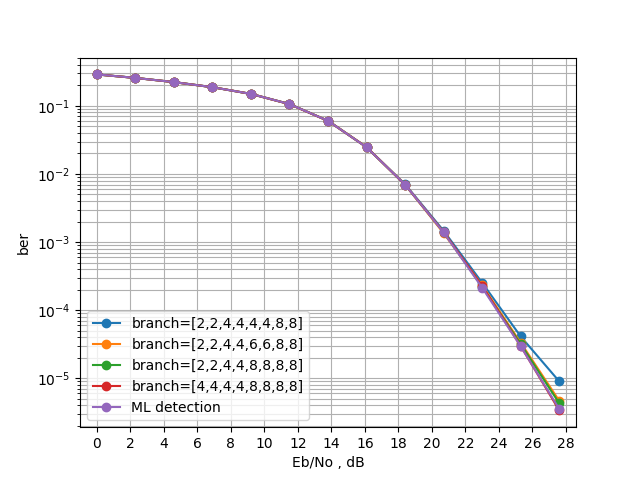 10⁻¹
10⁻²
10⁻³
10⁻⁴
10⁻⁵
ber
branch=[2,2,4,4,4,4,8,8]
branch=[2,2,4,4,6,6,8,8]
branch=[2,2,4,4,8,8,8,8]
branch=[4,4,4,4,8,8,8,8]
ML detection
0 2 4 6 8 10 12 14 16 18 20 22 24 26 28
Eb/No , dB